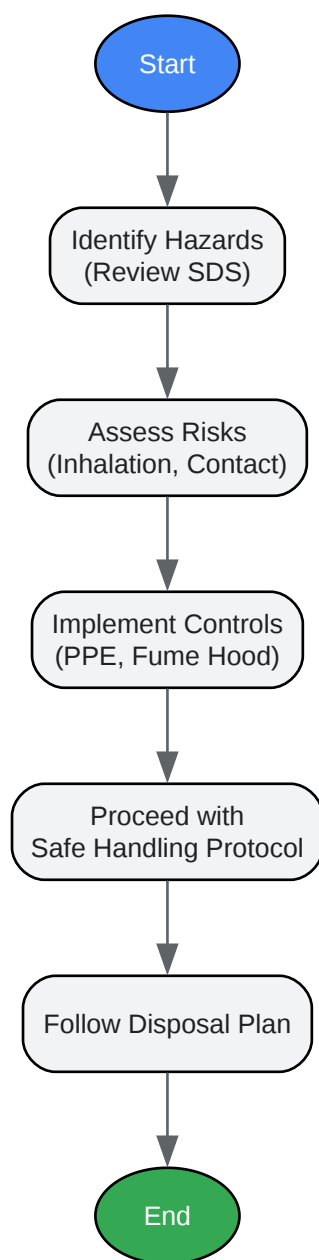 Start
Identify Hazards
(Review SDS)
Assess Risks
(Inhalation, Contact)
Implement Controls
(PPE, Fume Hood)
Proceed with
Safe Handling Protocol
Follow Disposal Plan
End